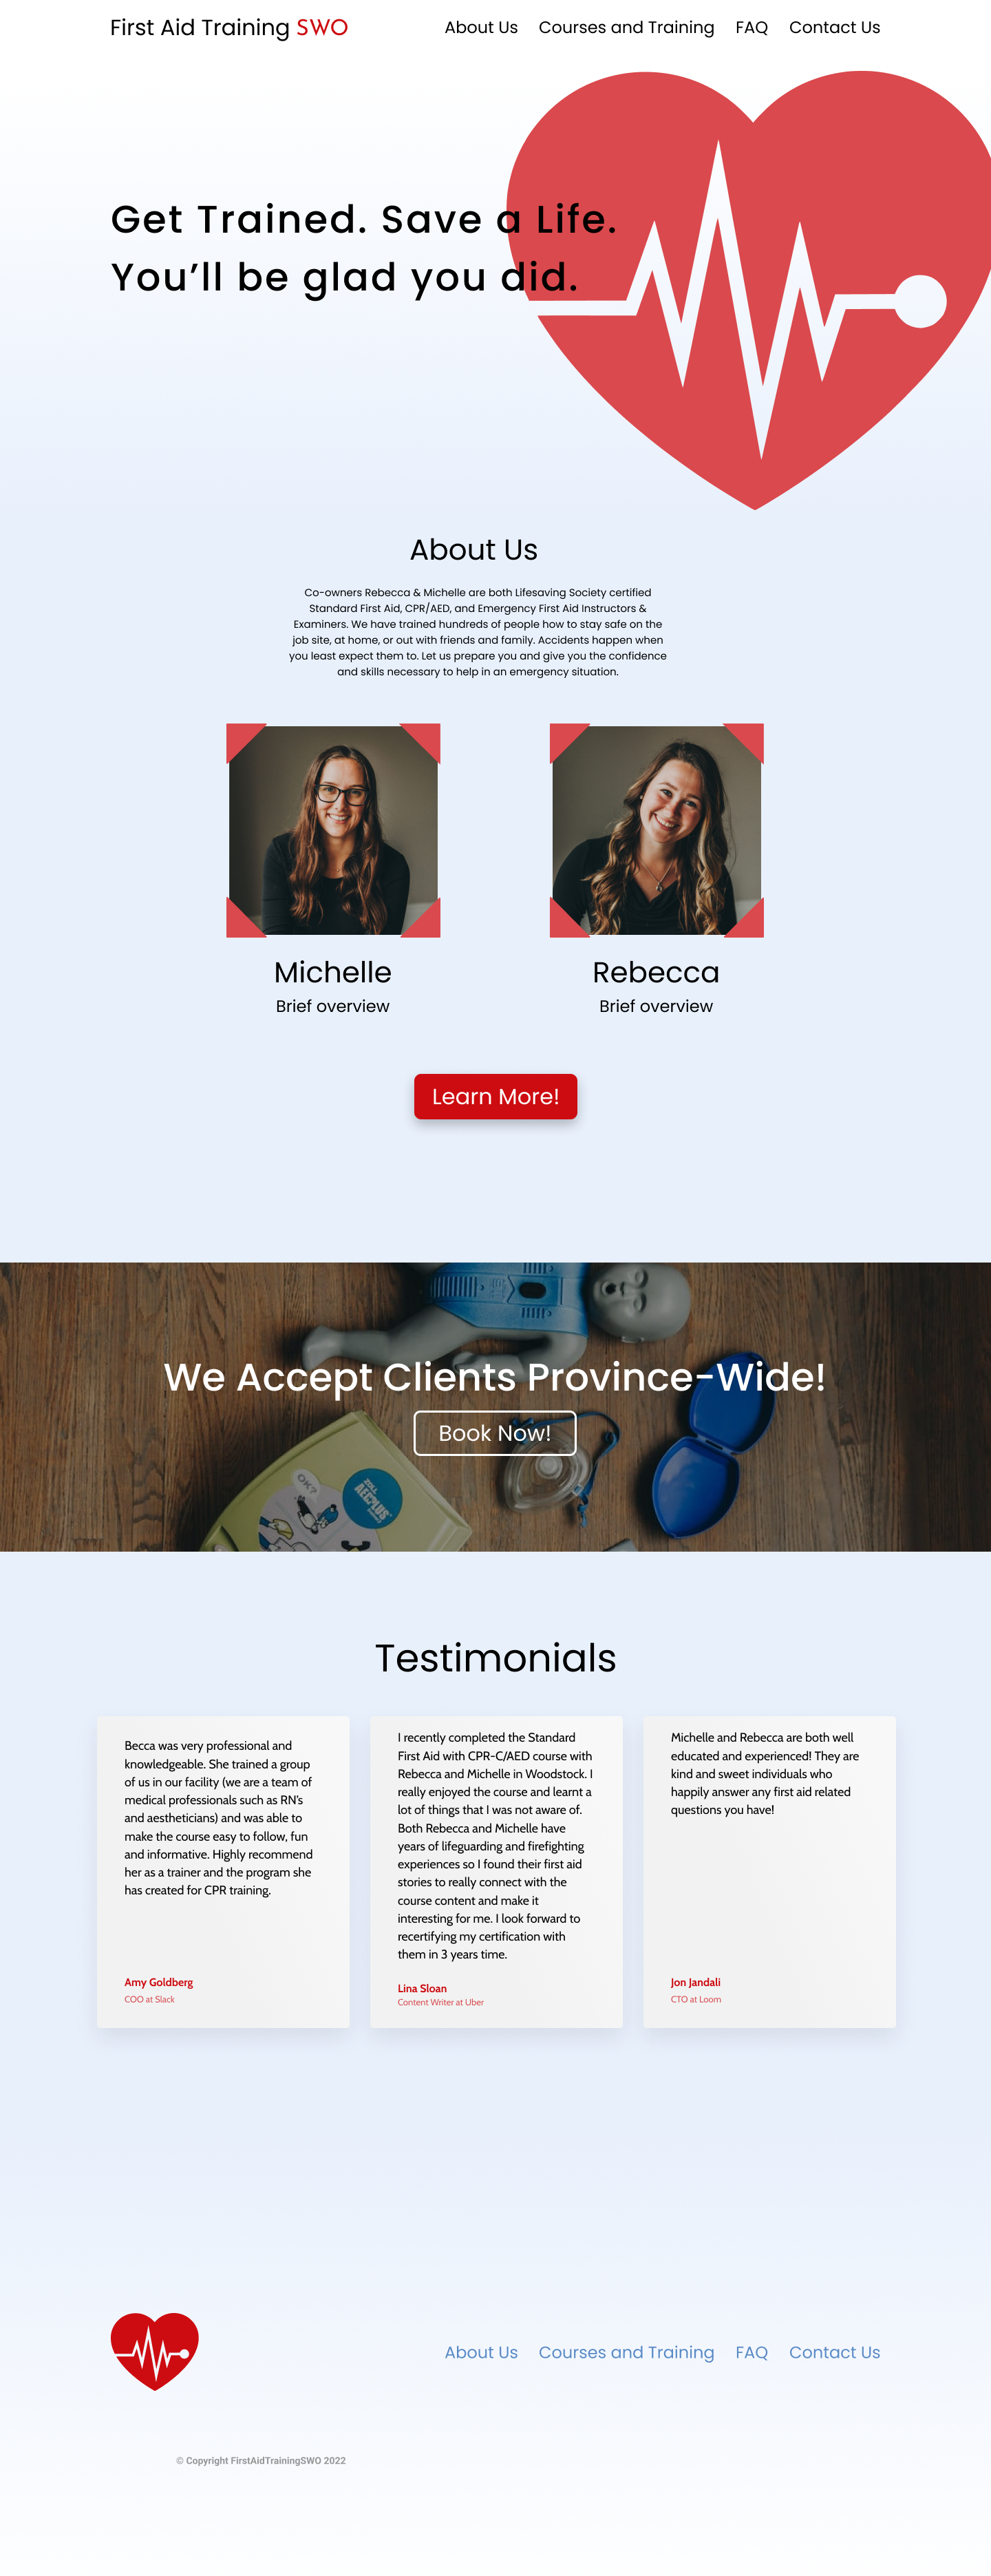 First Aid Training SWO
About Us Courses and Training FAQ Contact Us
Get Trained. Save a Life.
You’ll be glad you did.
About Us
Co-owners Rebecca & Michelle are both Lifesaving Society certified
Standard First Aid, CPR/AED, and Emergency First Aid Instructors &
Examiners. We have trained hundreds of people how to stay safe on the
job site, at home, or out with friends and family. Accidents happen when
you least expect them to. Let us prepare you and give you the confidence
and skills necessary to help in an emergency situation.
Michelle
Brief overview
Rebecca
Brief overview
Learn More!
We Accept Clients Province-Wide!
Book Now!
OK?
ZOLL
AED PLUS
Testimonials
Becca was very professional and
knowledgeable. She trained a group
of us in our facility (we are a team of
medical professionals such as RN’s
and aestheticians) and was able to
make the course easy to follow, fun
and informative. Highly recommend
her as a trainer and the program she
has created for CPR training.
Amy Goldberg
COO at Slack
I recently completed the Standard
First Aid with CPR-C/AED course with
Rebecca and Michelle in Woodstock. I
really enjoyed the course and learnt a
lot of things that I was not aware of.
Both Rebecca and Michelle have
years of lifeguarding and firefighting
experiences so I found their first aid
stories to really connect with the
course content and make it
interesting for me. I look forward to
recertifying my certification with
them in 3 years time.
Lina Sloan
Content Writer at Uber
Michelle and Rebecca are both well
educated and experienced! They are
kind and sweet individuals who
happily answer any first aid related
questions you have!
Jon Jandali
CTO at Loom
About Us Courses and Training FAQ Contact Us
© Copyright FirstAidTrainingSWO 2022